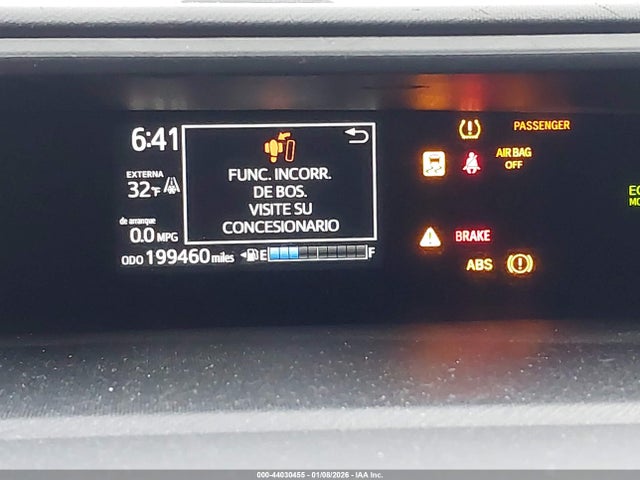 6:41
EXTERNA
32°F
de arranque
0.0 MPG
FUNC. INCORR.
DE BOS.
VISITE SU
CONCESIONARIO
ODO 199460 miles
E F
PASSENGER
AIR BAG
OFF
BRAKE
ABS
000-44030455 - 01/08/2026 - IAA Inc.